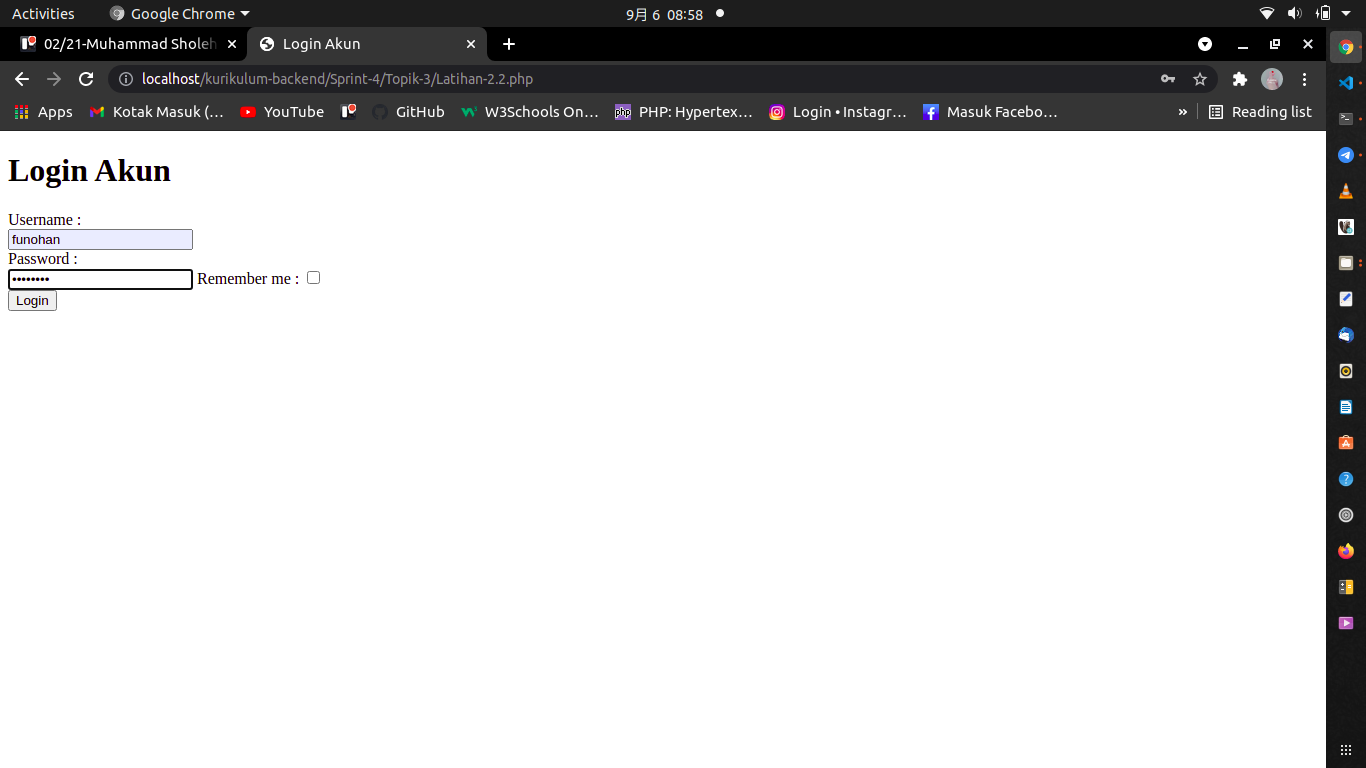 Activities Google Chrome 9月 6 08:58
02/21-Muhammad Sholeh Login Akun
localhost/kurikulum-backend/Sprint-4/Topik-3/Latihan-2.2.php
Apps Kotak Masuk (... YouTube GitHub W3Schools On... PHP: Hypertex... Login • Instagr... Masuk Facebo... » Reading list
Login Akun
Username :
funohan
Password :
•••••••• Remember me :
Login